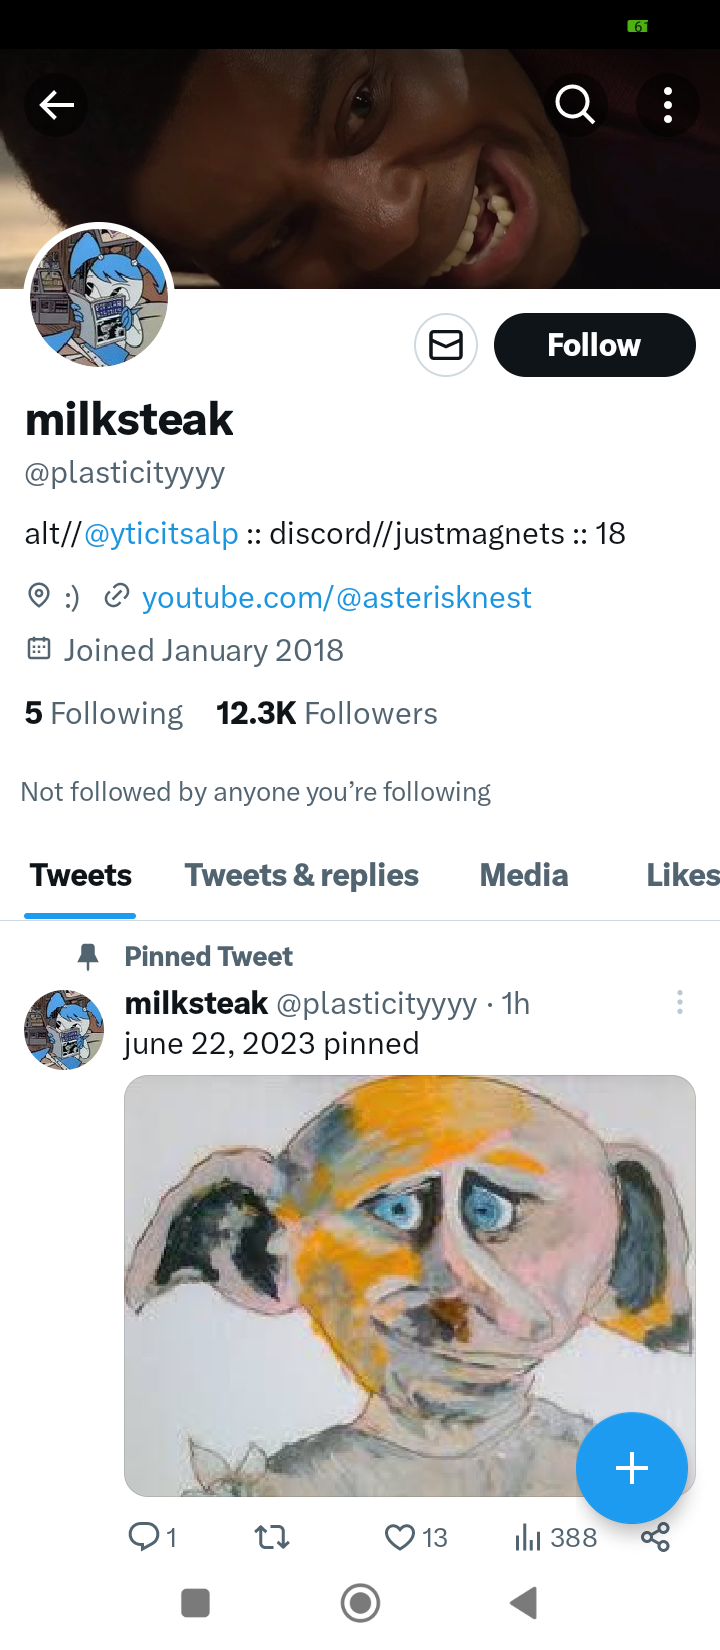 61
Follow
milksteak
@plasticityyyy
alt//@yticitsalp :: discord//justmagnets :: 18
:) youtube.com/@asterisknest
Joined January 2018
5 Following 12.3K Followers
Not followed by anyone you’re following
Tweets Tweets & replies Media Likes
Pinned Tweet
milksteak @plasticityyyy · 1h
june 22, 2023 pinned
1 13 388